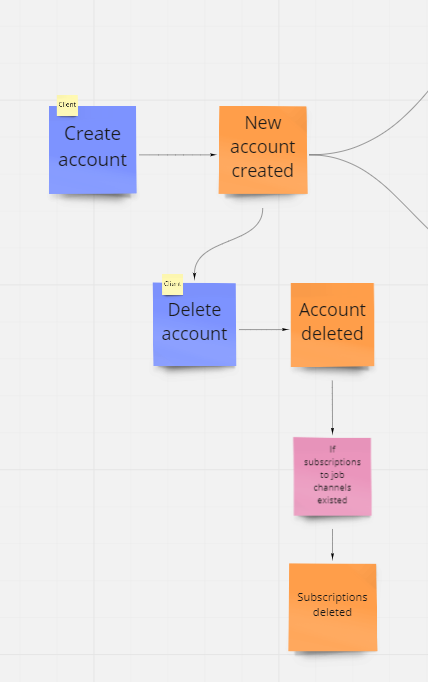 Client
Create
account
New
account
created
Client
Delete
account
Account
deleted
If
subscriptions
to job
channels
existed
Subscriptions
deleted